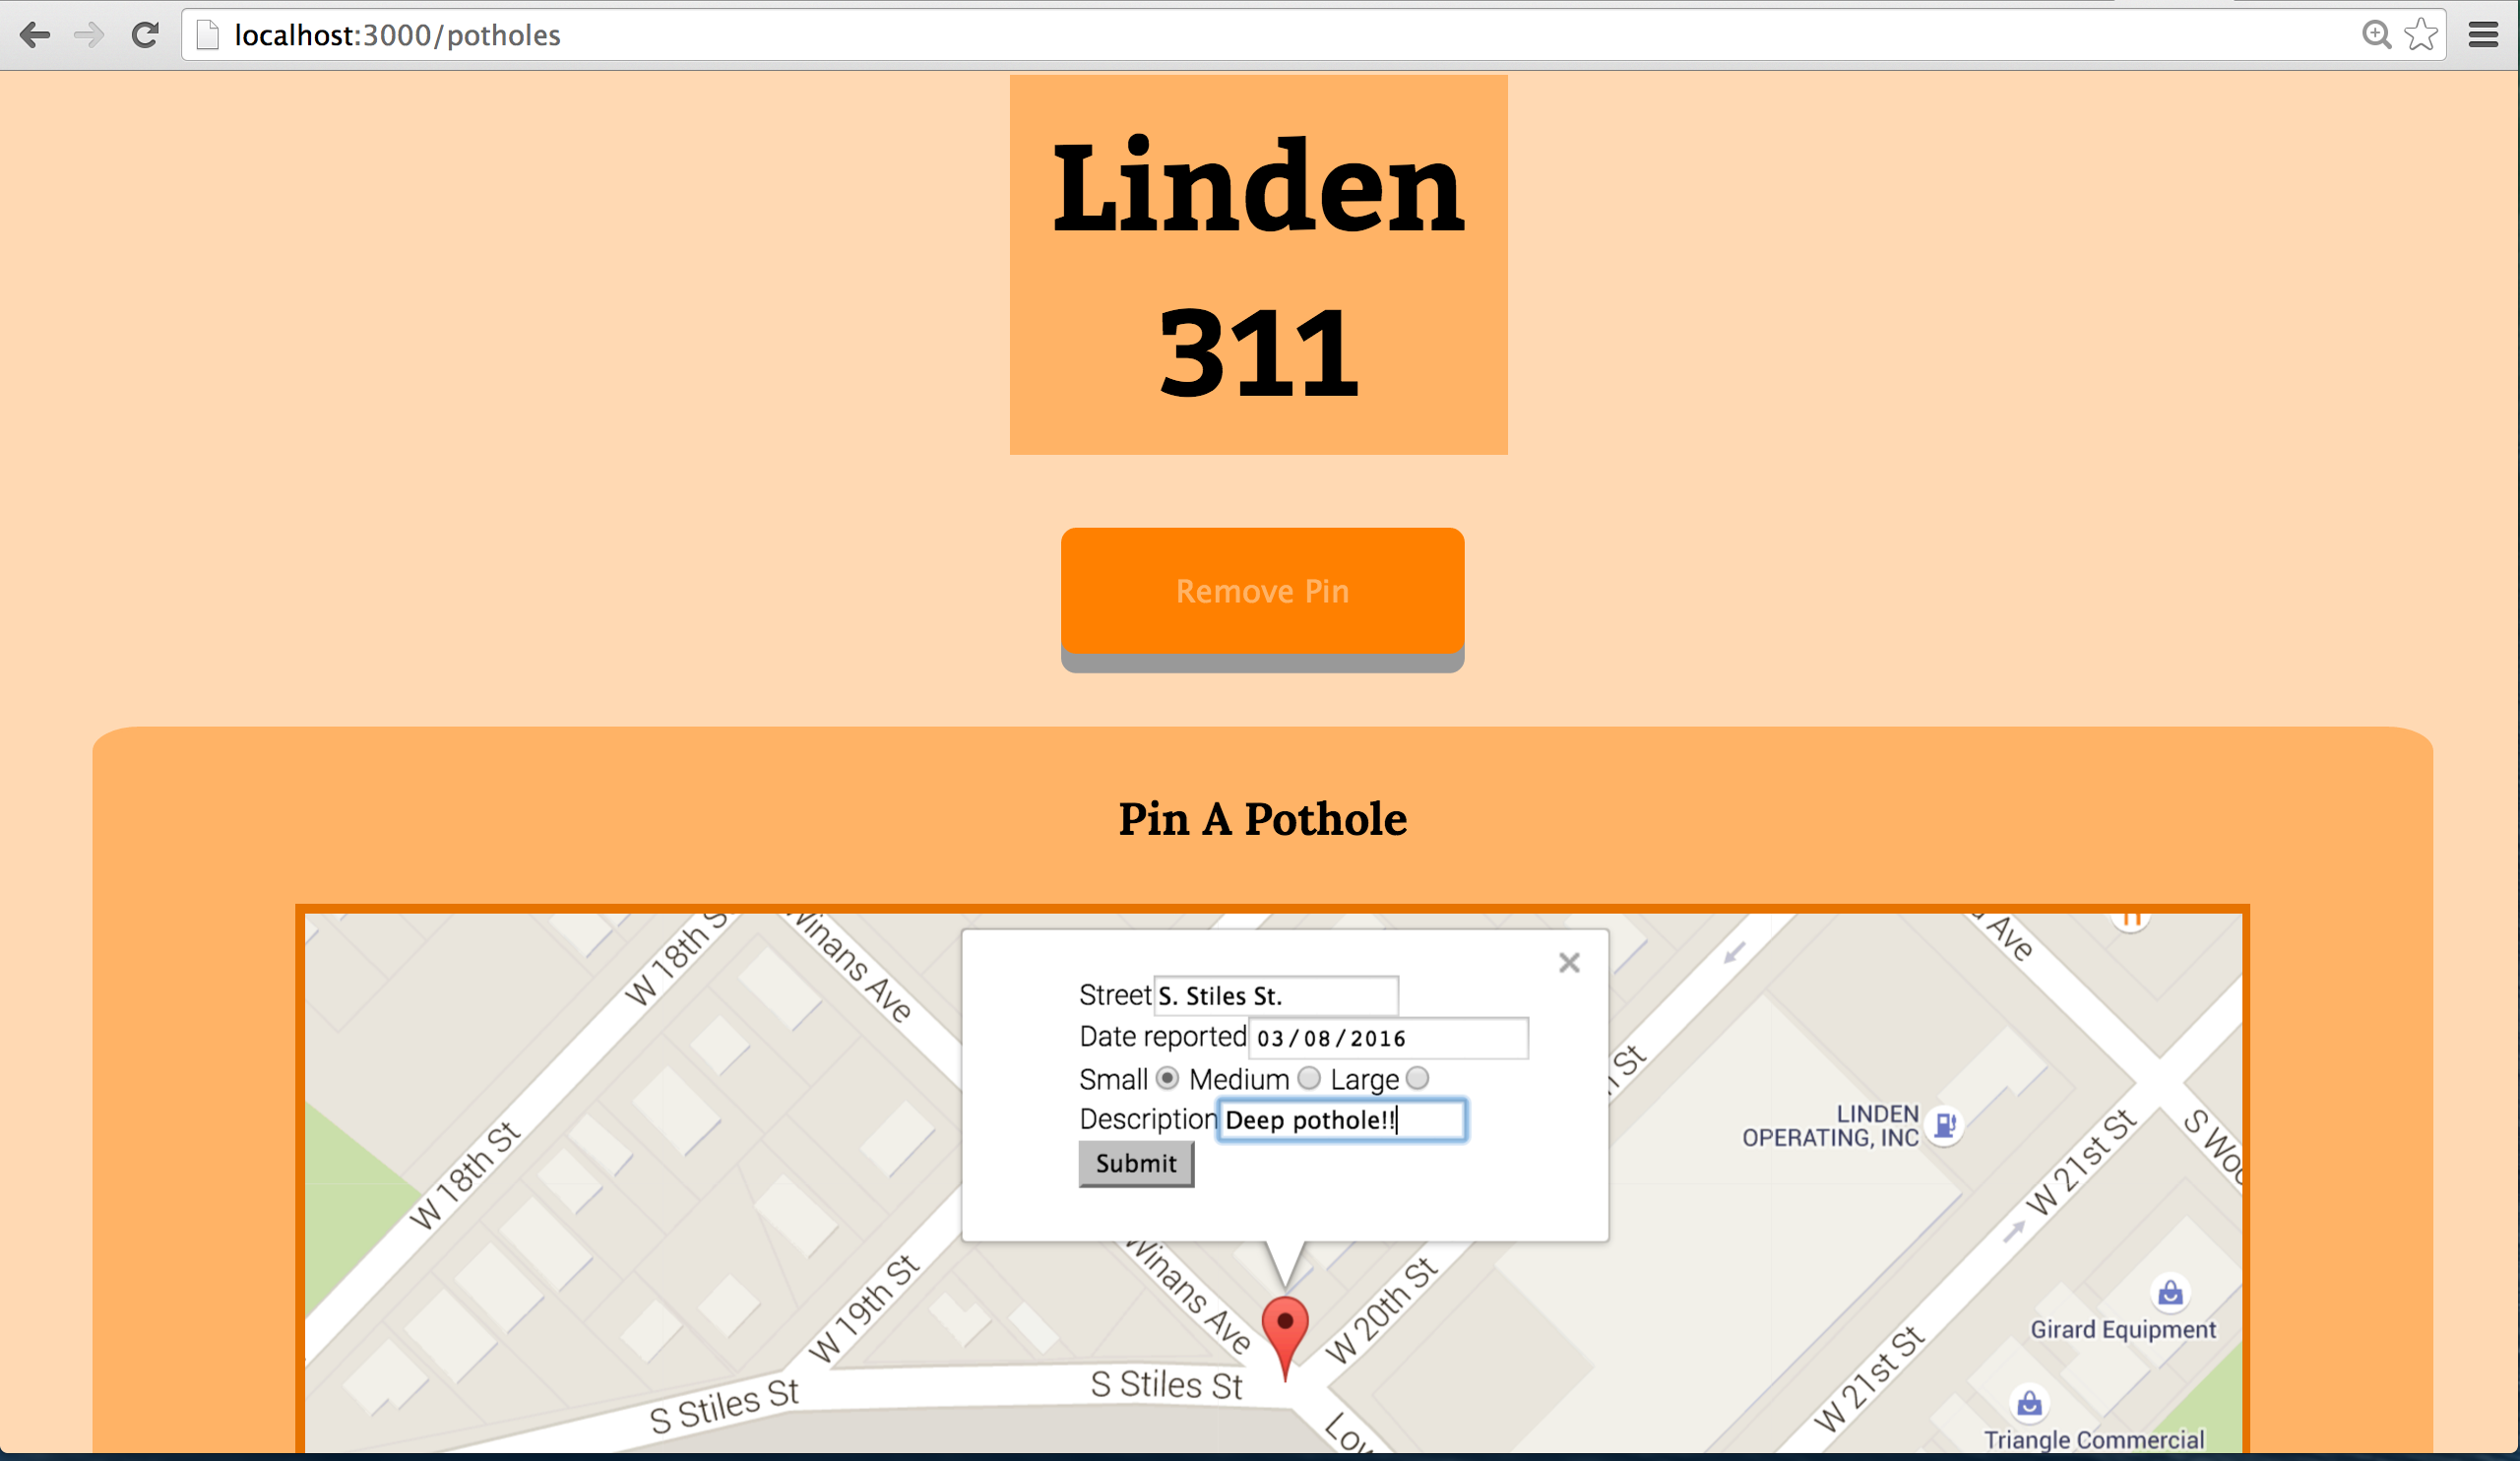 localhost:3000/potholes
Linden
311
Remove Pin
Pin A Pothole
Street S. Stiles St.
Date reported 03/08/2016
Small Medium Large
Description Deep pothole!!
Submit
W 18th S
Winans Ave
Ave
St
W 18th St
LINDEN
OPERATING, INC
W 21st St
S Woo
W 19th St
Winans Ave
W 20th St
Girard Equipment
W 21st St
S Stiles St
S Stiles St
Low
Triangle Commercial